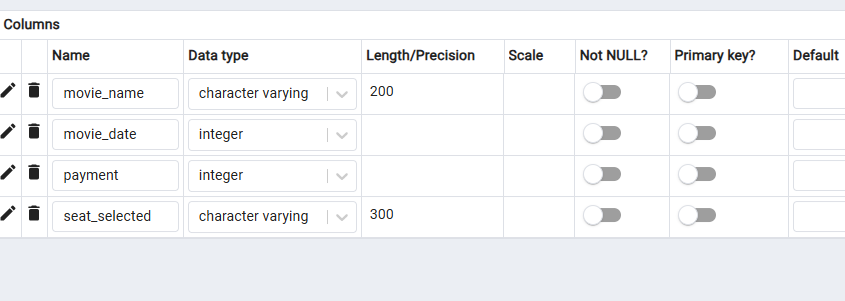 Columns
Name Data type Length/Precision Scale Not NULL? Primary key? Default
movie_name character varying 200
movie_date integer
payment integer
seat_selected character varying 300